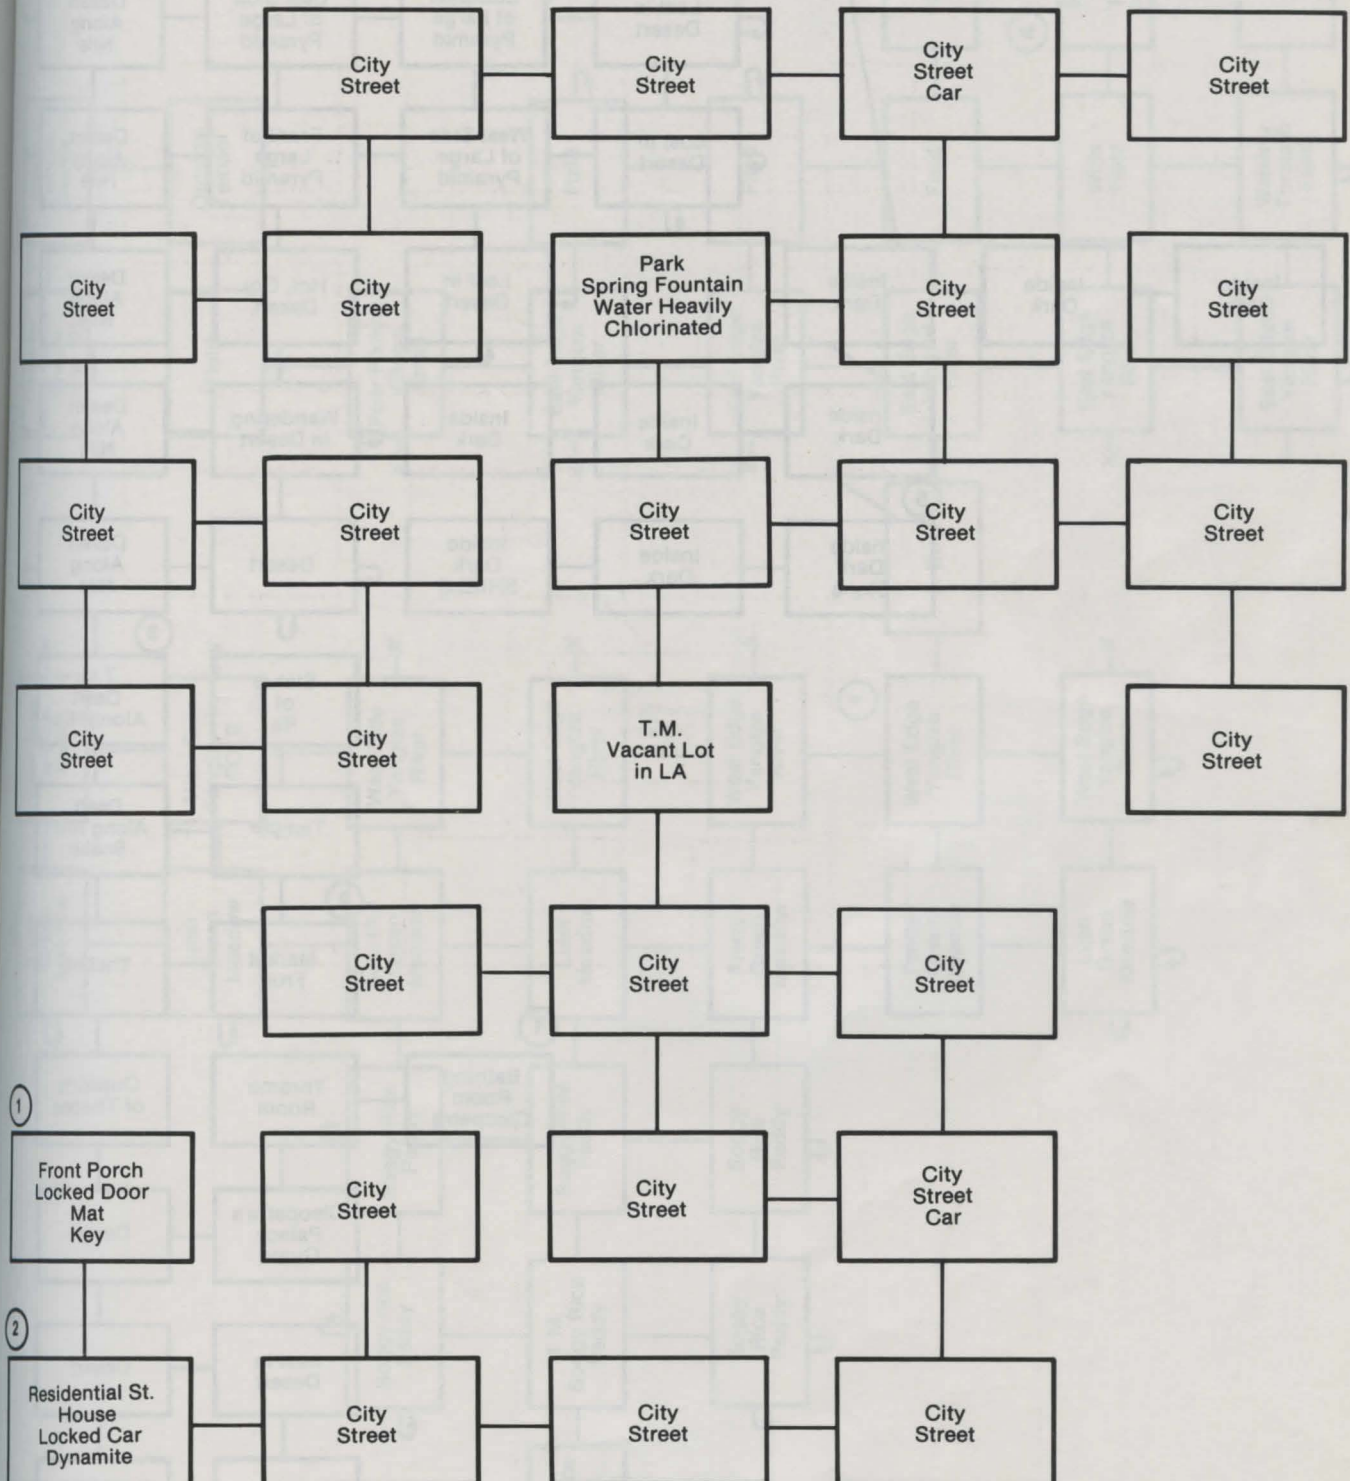 City
Street
City
Street
City
Street
Car
City
Street
City
Street
City
Street
Park
Spring Fountain
Water Heavily
Chlorinated
City
Street
City
Street
City
Street
City
Street
City
Street
City
Street
City
Street
City
Street
City
Street
T.M.
Vacant Lot
in LA
City
Street
City
Street
City
Street
City
Street
1
Front Porch
Locked Door
Mat
Key
City
Street
City
Street
City
Street
Car
2
Residential St.
House
Locked Car
Dynamite
City
Street
City
Street
City
Street